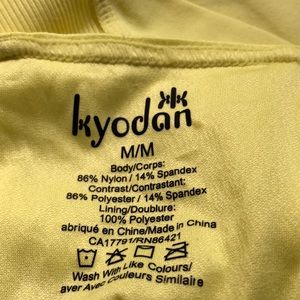 kyodan
M/M
Body/Corps:
86% Nylon / 14% Spandex
Contrast/Contrastant:
86% Polyester / 14% Spandex
Lining/Doublure:
100% Polyester
abriqué en China/Made in China
CA17791/RN86421
Wash With Like Colours/
aver Avec Couleurs Similaire